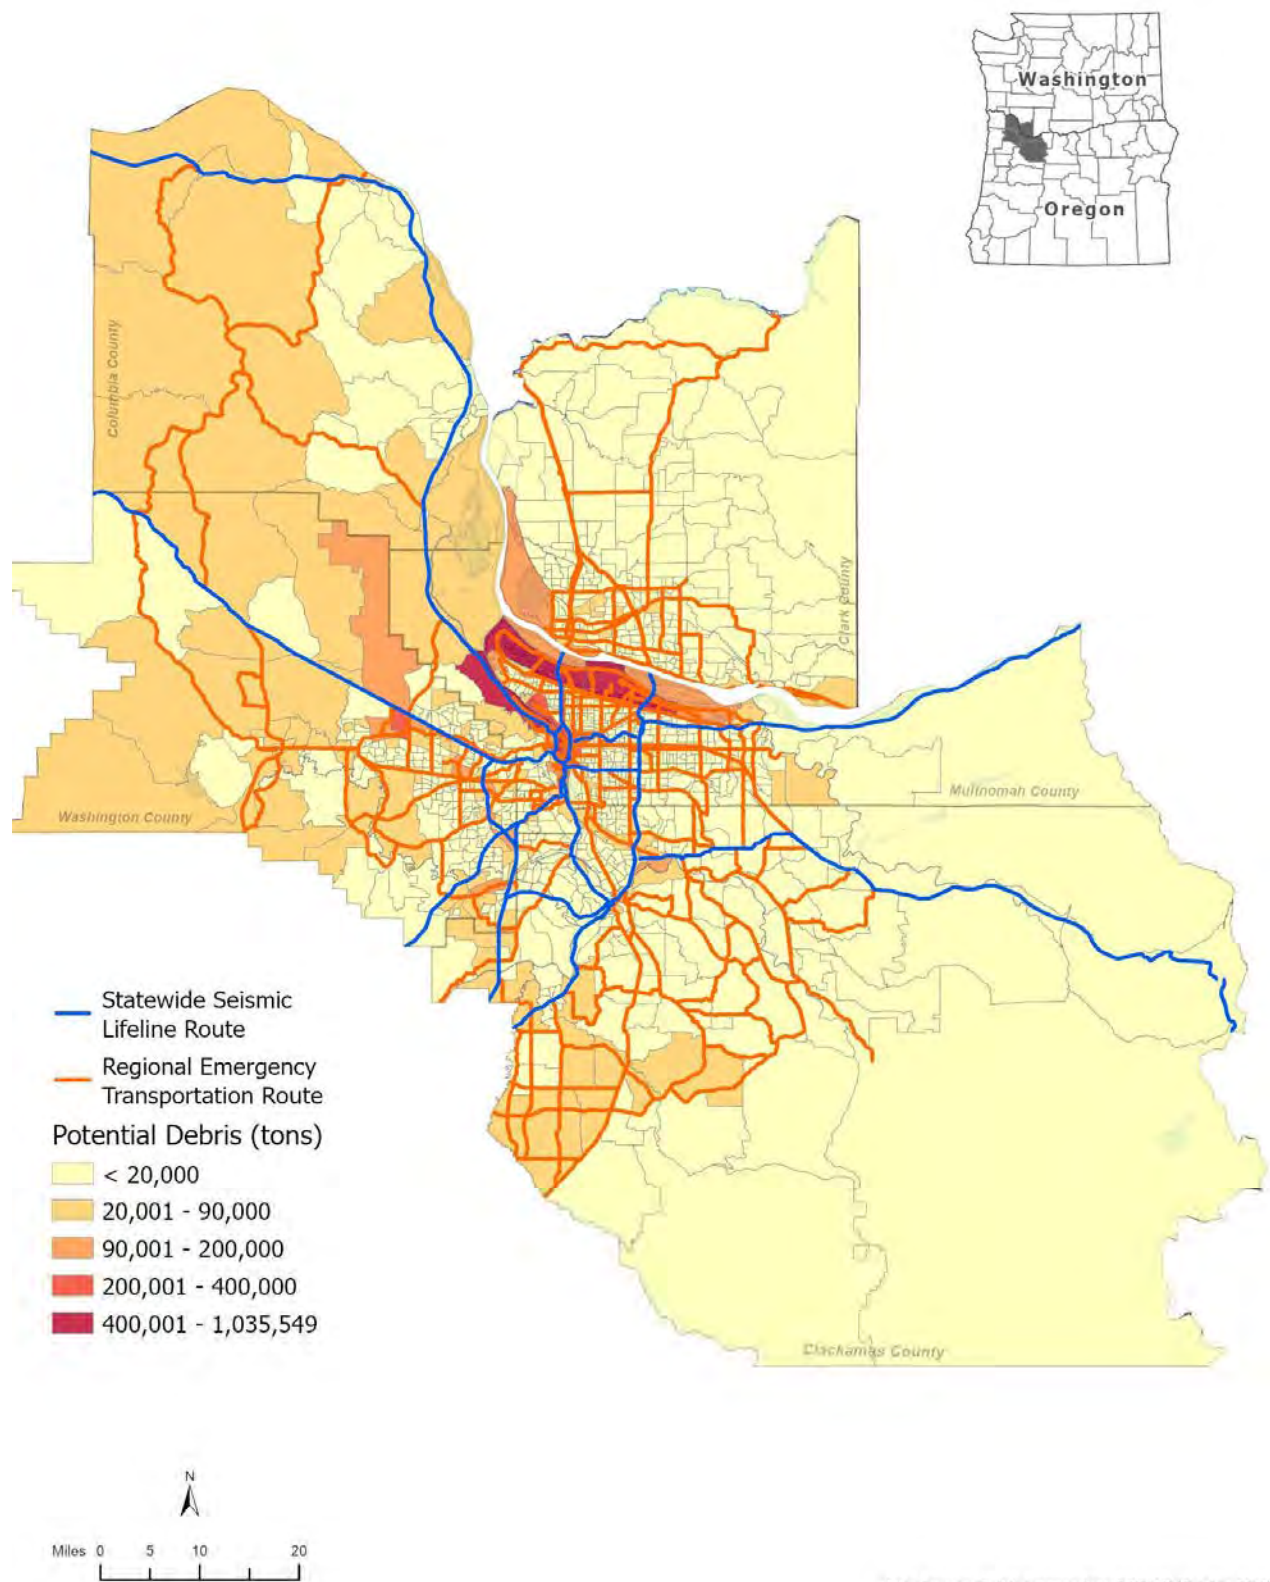 Washington
Oregon
Columbia County
Clark County
Multnomah County
Washington County
Statewide Seismic
Lifeline Route
Regional Emergency
Transportation Route
Potential Debris (tons)
< 20,000
20,001 - 90,000
90,001 - 200,000
200,001 - 400,000
400,001 - 1,035,549
Clackamas County
N
Miles 0 5 10 20